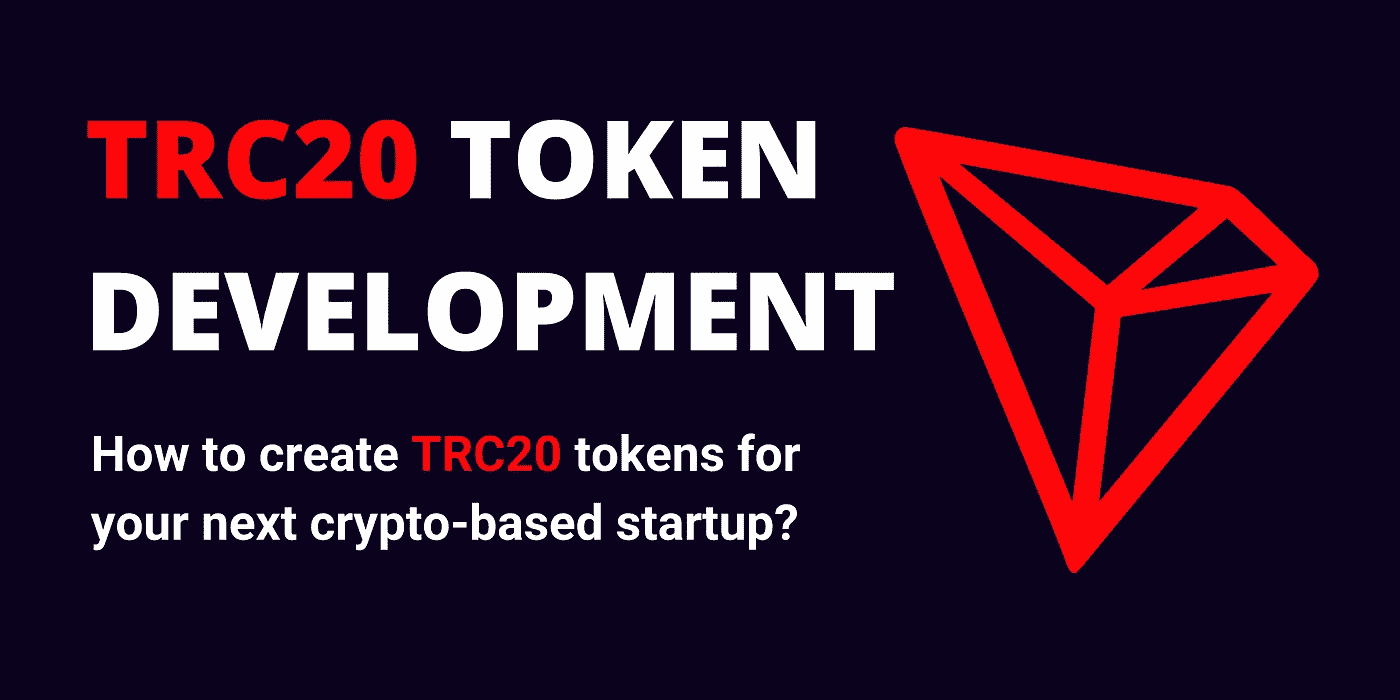 TRC20 TOKEN
DEVELOPMENT
How to create TRC20 tokens for
your next crypto-based startup?